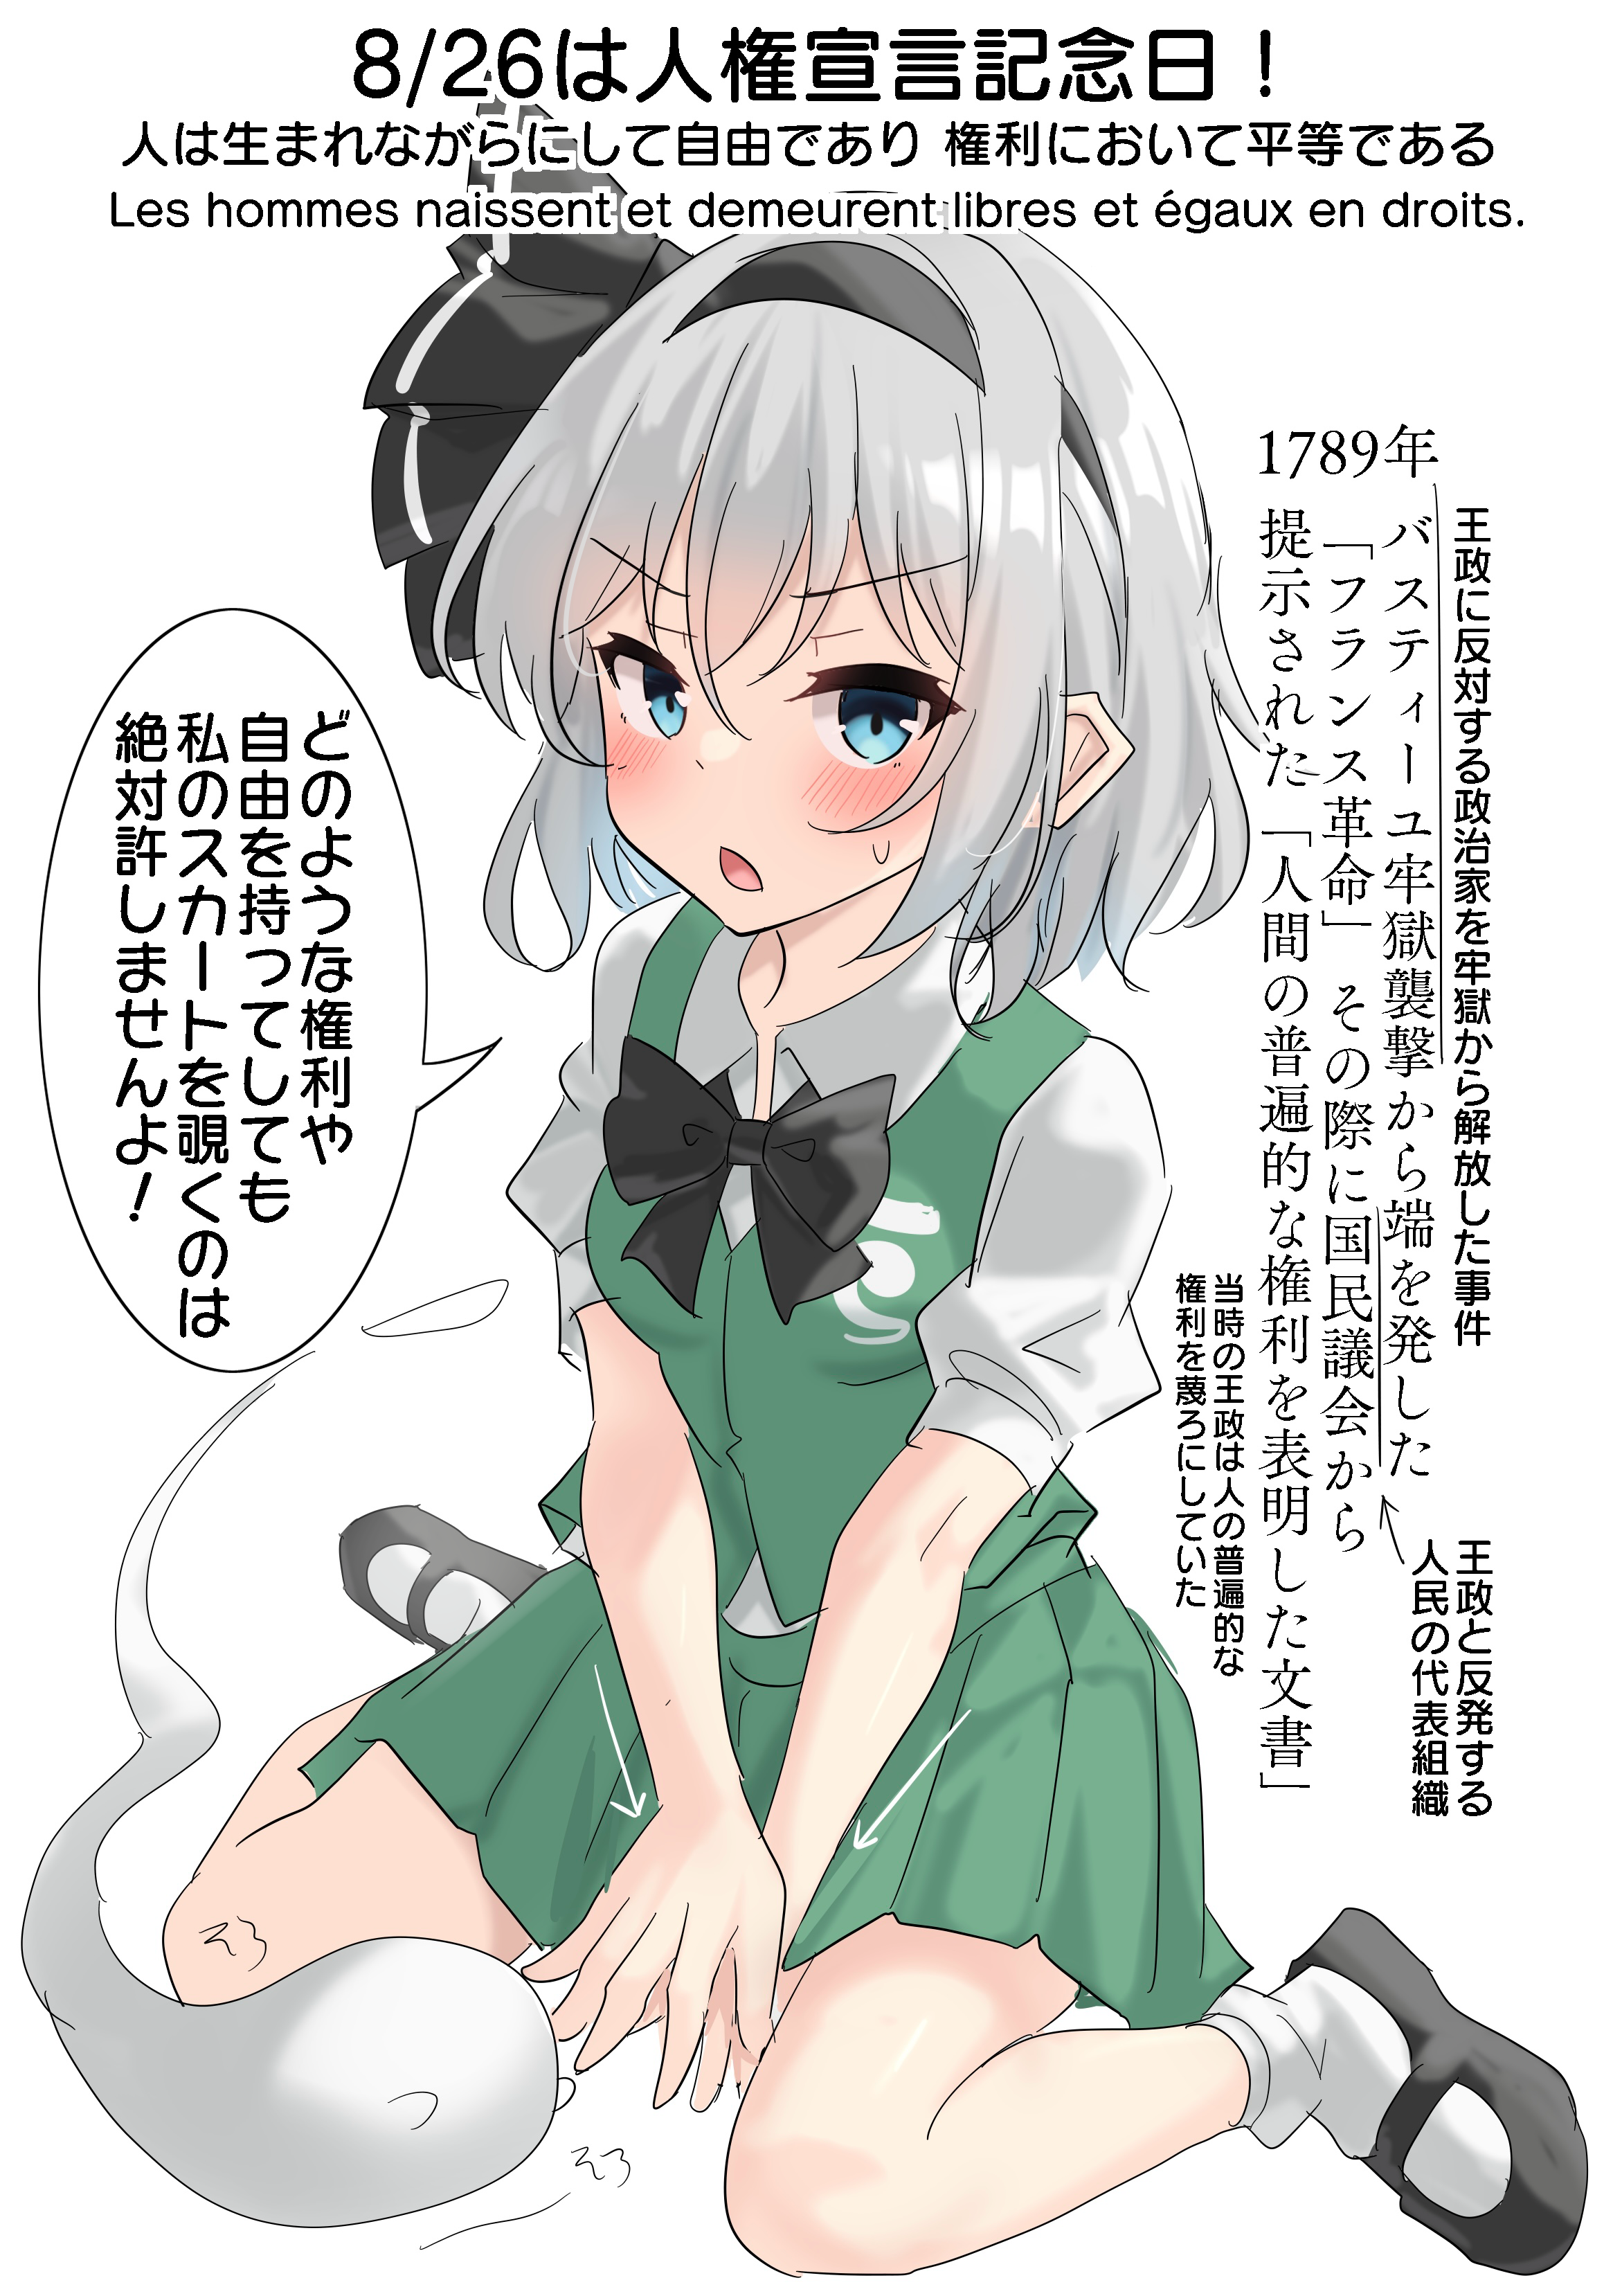 8/26は人権宣言記念日！
人は生まれながらにして自由であり 権利において平等である
Les hommes naissent et demeurent libres et égaux en droits.
1789年
王政に反対する政治家を牢獄から解放した事件
バスティーユ牢獄襲撃から端を発した
「フランス革命」その際に国民議会から
提示された「人間の普遍的な権利を表明した文書」
王政と反発する
人民の代表組織
当時の王政は人の普遍的な
権利を蔑ろにしていた
どのような権利や
自由を持ってしても
私のスカートを覗くのは
絶対許しませんよ！
そろ
そろ